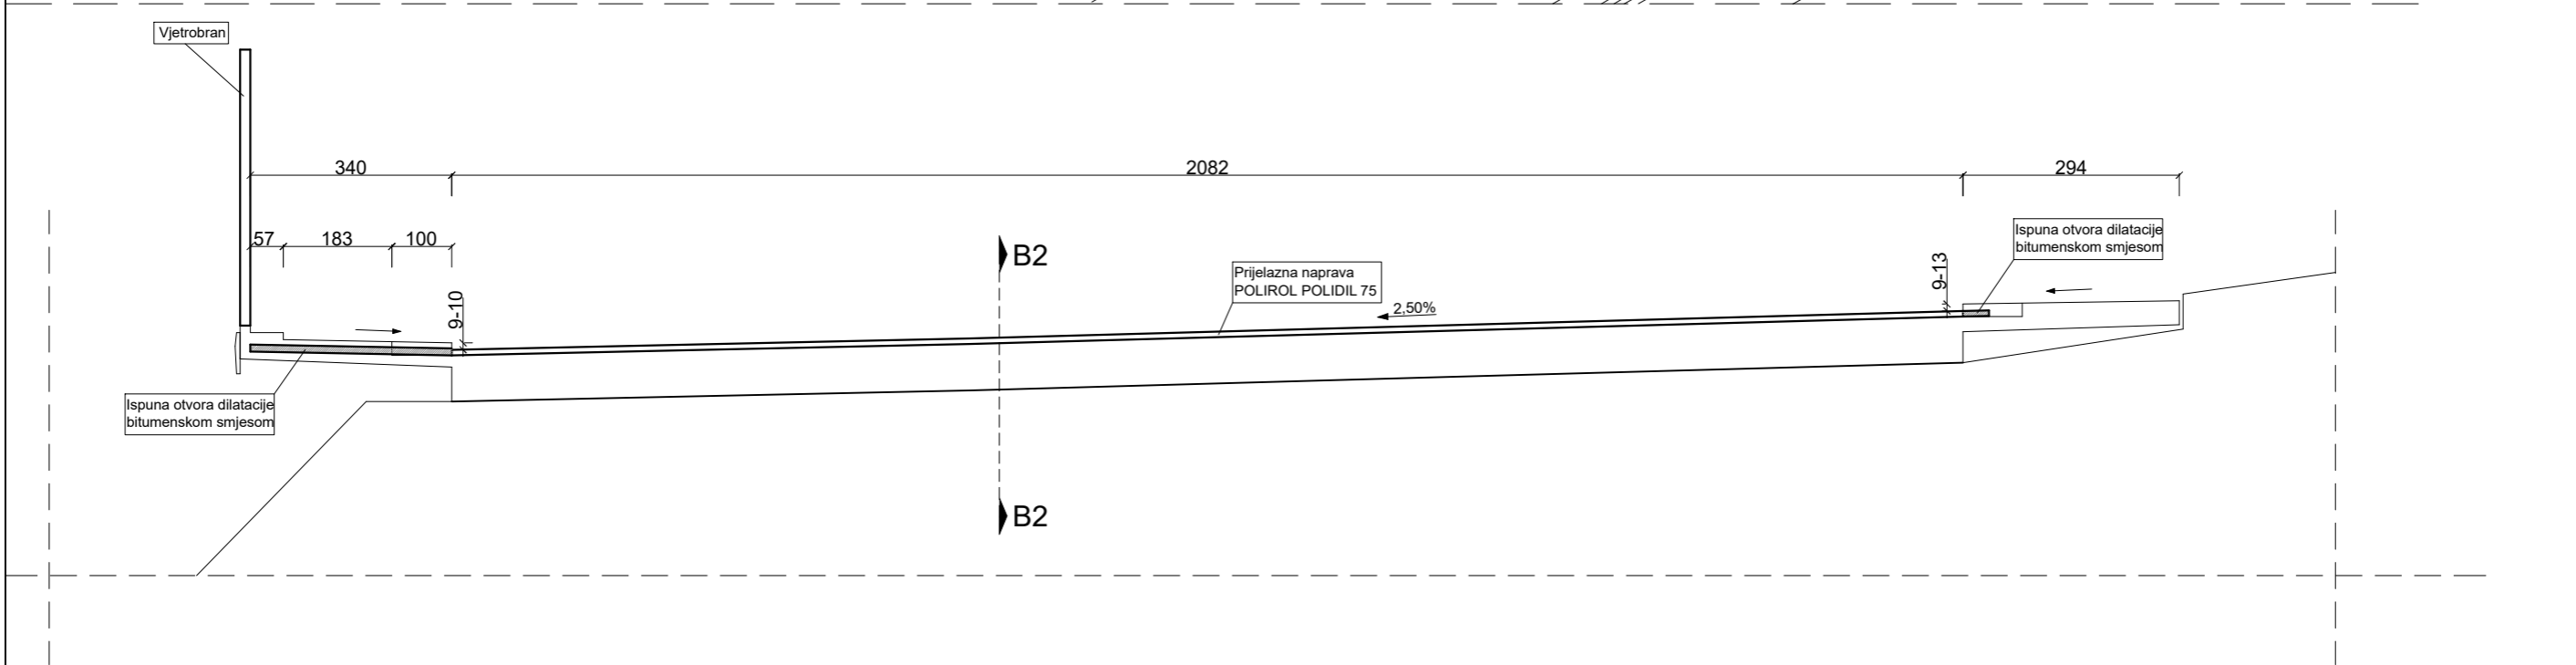 Vjetrobran
340
2082
294
57
183
100
B2
Ispuna otvora dilatacije
bitumenskom smjesom
9-13
Prijelazna naprava
POLIROL POLIDIL 75
2,50%
9-10
Ispuna otvora dilatacije
bitumenskom smjesom
B2